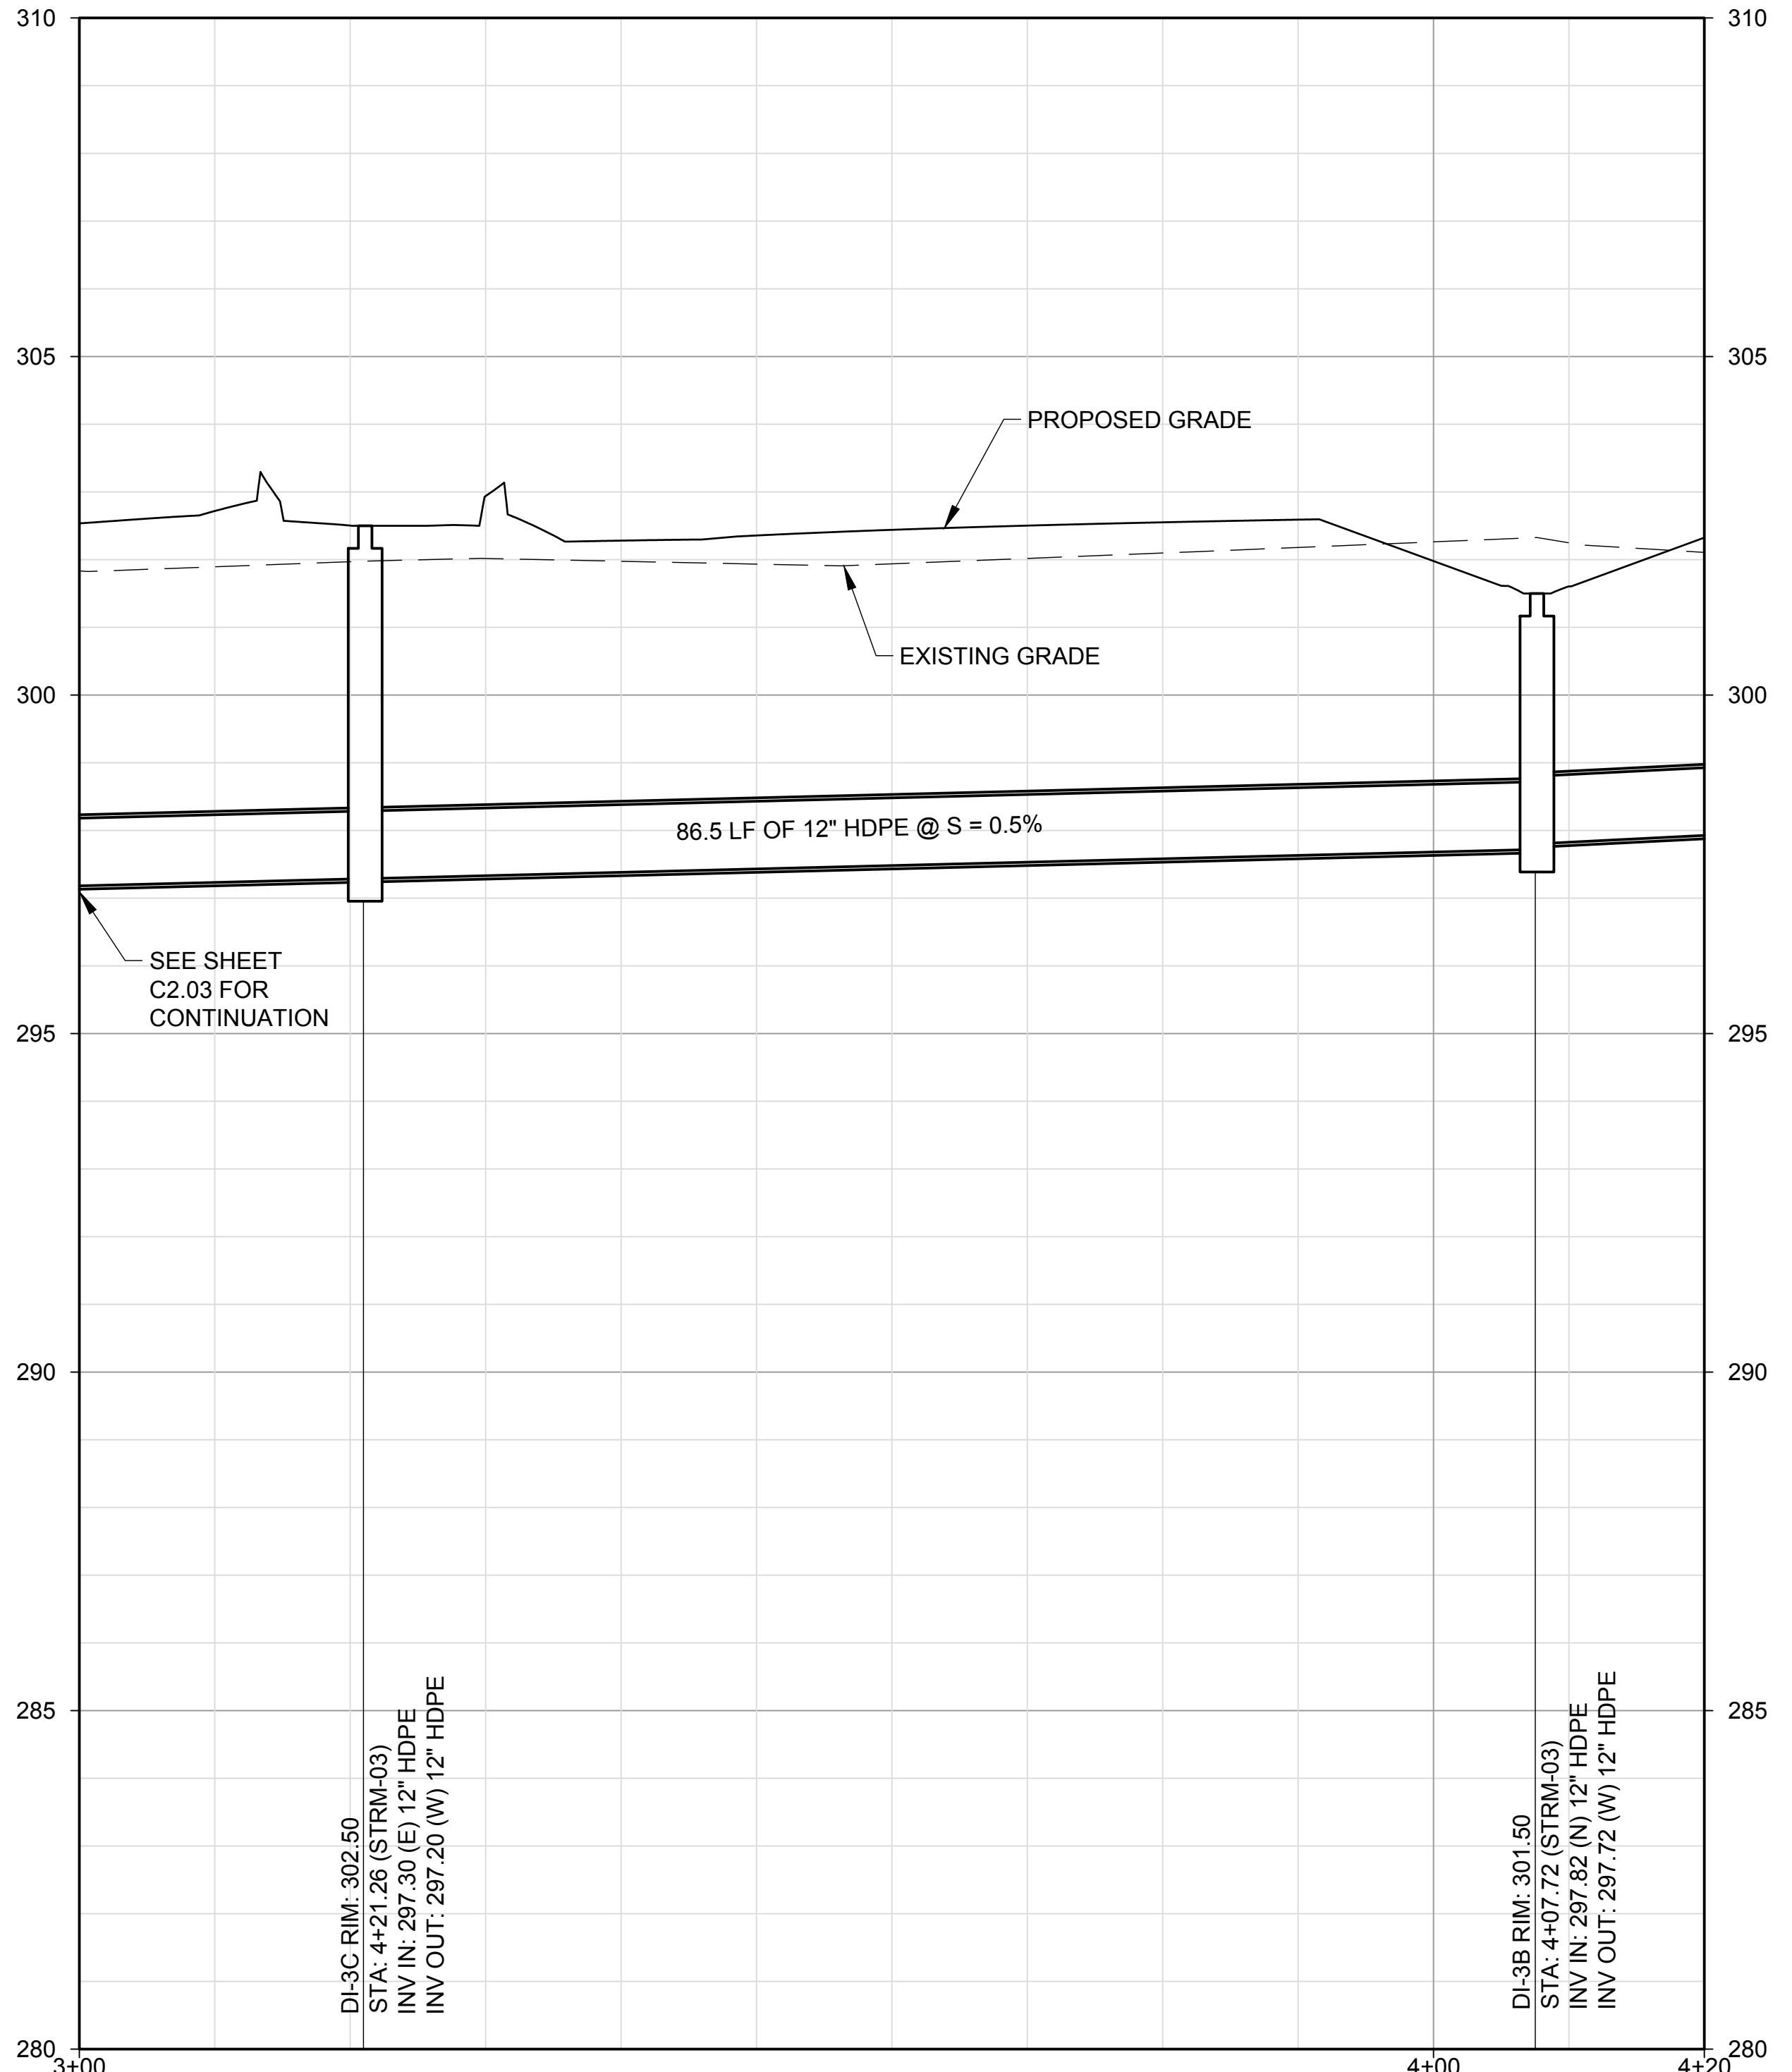 310
310
305
305
PROPOSED GRADE
EXISTING GRADE
300
300
86.5 LF OF 12" HDPE @ S = 0.5%
SEE SHEET
C2.03 FOR
CONTINUATION
295
295
290
290
285
285
DI-3C RIM: 302.50
STA: 4+21.26 (STRM-03)
INV IN: 297.30 (E) 12" HDPE
INV OUT: 297.20 (W) 12" HDPE
DI-3B RIM: 301.50
STA: 4+07.72 (STRM-03)
INV IN: 297.82 (N) 12" HDPE
INV OUT: 297.72 (W) 12" HDPE
280
280
3+00
4+00
4+20